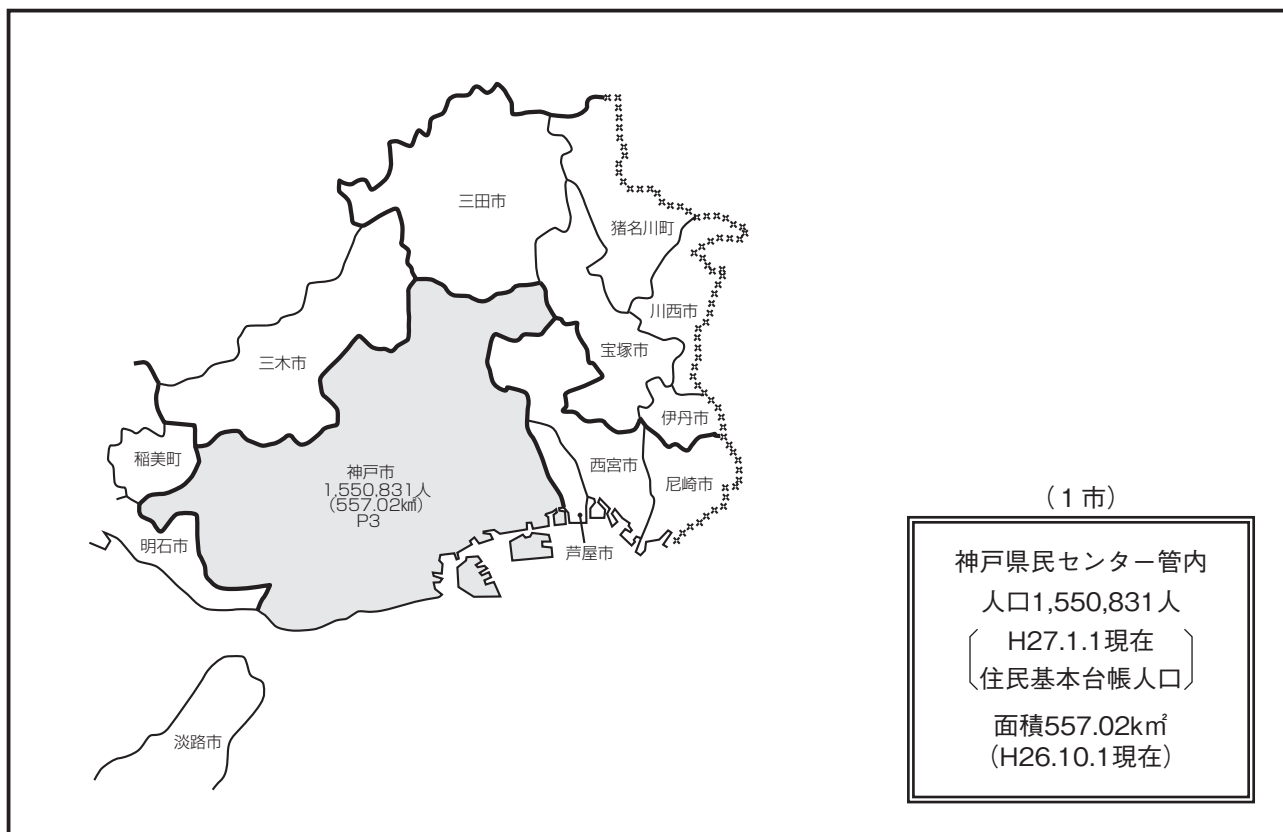 三田市
猪名川町
川西市
三木市
宝塚市
伊丹市
稲美町
神戸市
1,550,831人
(557.02㎢)
P3
西宮市
尼崎市
明石市
芦屋市
淡路市
(1市)
神戸県民センター管内
人口1,550,831人
H27.1.1現在
住民基本台帳人口
面積557.02k㎡
(H26.10.1現在)